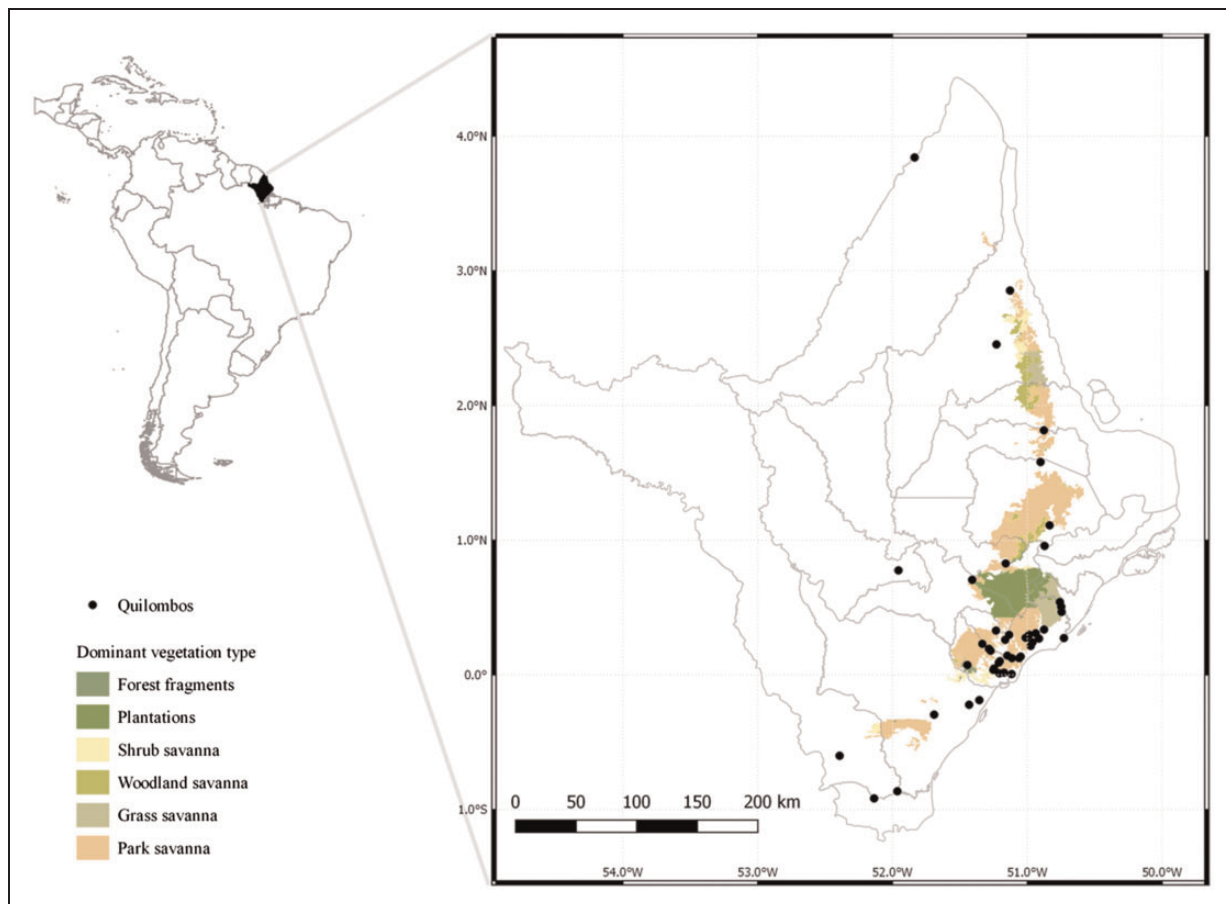 4.0°N
3.0°N
2.0°N
1.0°N
0.0°
1.0°S
Quilombos
Dominant vegetation type
Forest fragments
Plantations
Shrub savanna
Woodland savanna
Grass savanna
Park savanna
0 50 100 150 200 km
54.0°W 53.0°W 52.0°W 51.0°W 50.0°W